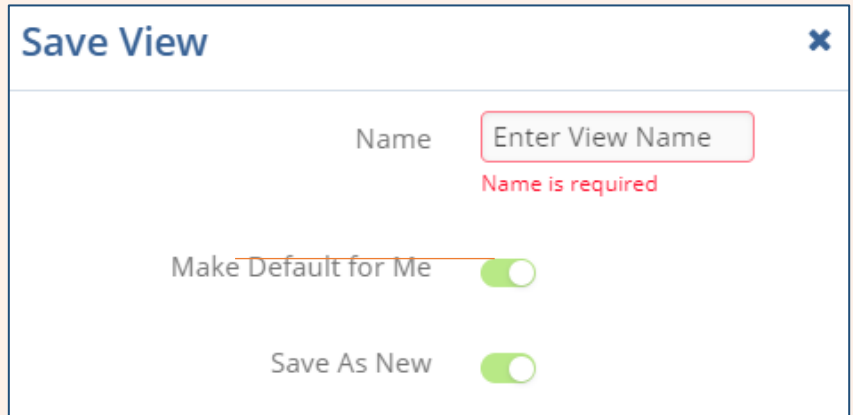 Save View
Name Enter View Name
Name is required
Make Default for Me
Save As New